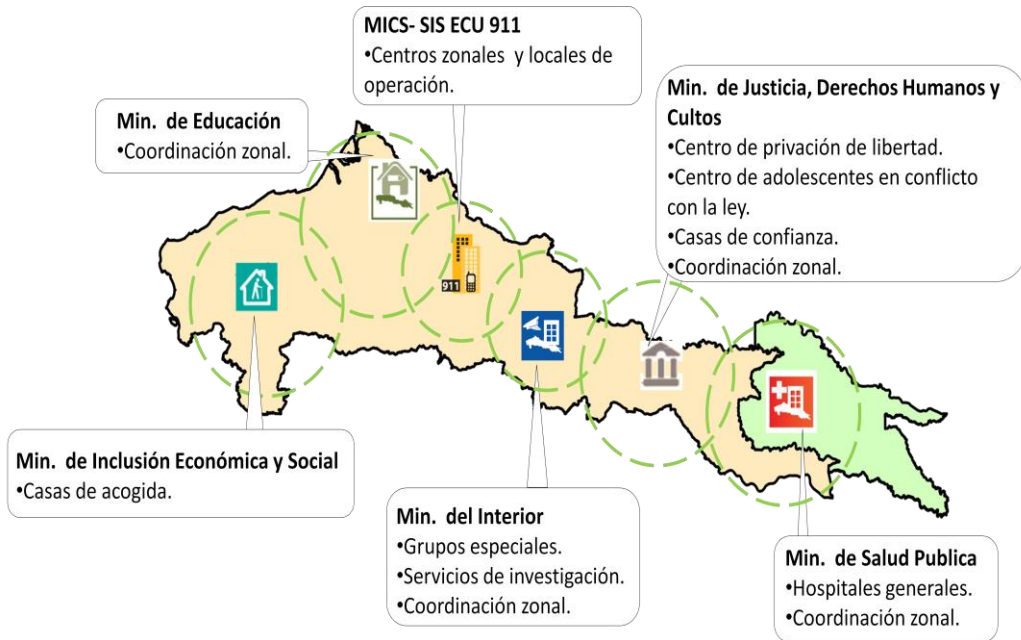 MICS- SIS ECU 911
•Centros zonales y locales de
operación.
Min. de Educación
•Coordinación zonal.
Min. de Justicia, Derechos Humanos y
Cultos
•Centro de privación de libertad.
•Centro de adolescentes en conflicto
con la ley.
•Casas de confianza.
•Coordinación zonal.
911
Min. de Inclusión Económica y Social
•Casas de acogida.
Min. del Interior
•Grupos especiales.
•Servicios de investigación.
•Coordinación zonal.
Min. de Salud Publica
•Hospitales generales.
•Coordinación zonal.